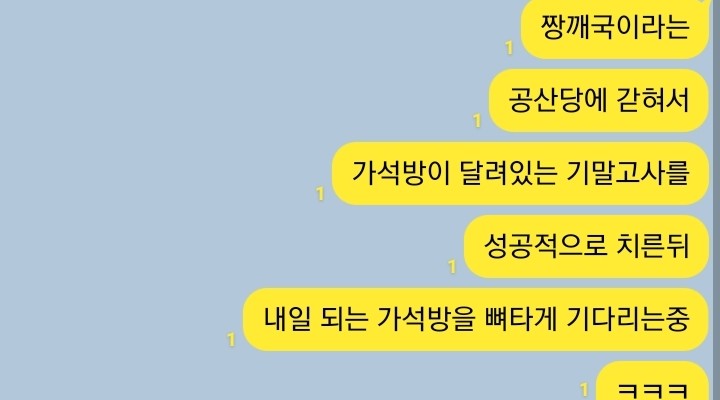 짱깨국이라는
1
공산당에 갇혀서
1
가석방이 달려있는 기말고사를
1
성공적으로 치른뒤
1
내일 되는 가석방을 뼈타게 기다리는중
1
ㅋㅋㅋ
1